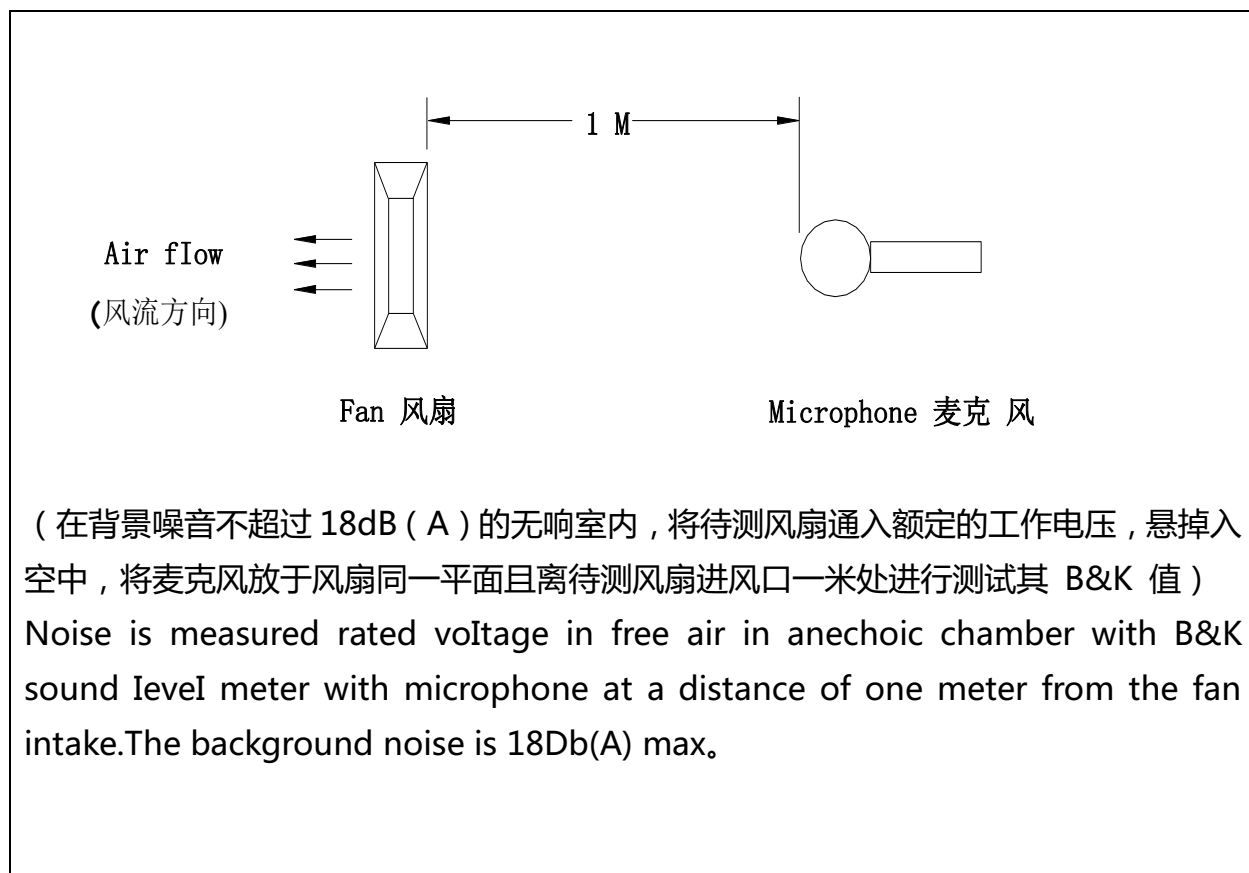 1 M
Air fIow
(风流方向)
Fan 风扇
Microphone 麦克 风
（在背景噪音不超过 18dB（A）的无响室内，将待测风扇通入额定的工作电压，悬掉入
空中，将麦克风放于风扇同一平面且离待测风扇进风口一米处进行测试其 B&K 值）
Noise is measured rated voItage in free air in anechoic chamber with B&K
sound IeveI meter with microphone at a distance of one meter from the fan
intake.The background noise is 18Db(A) max。